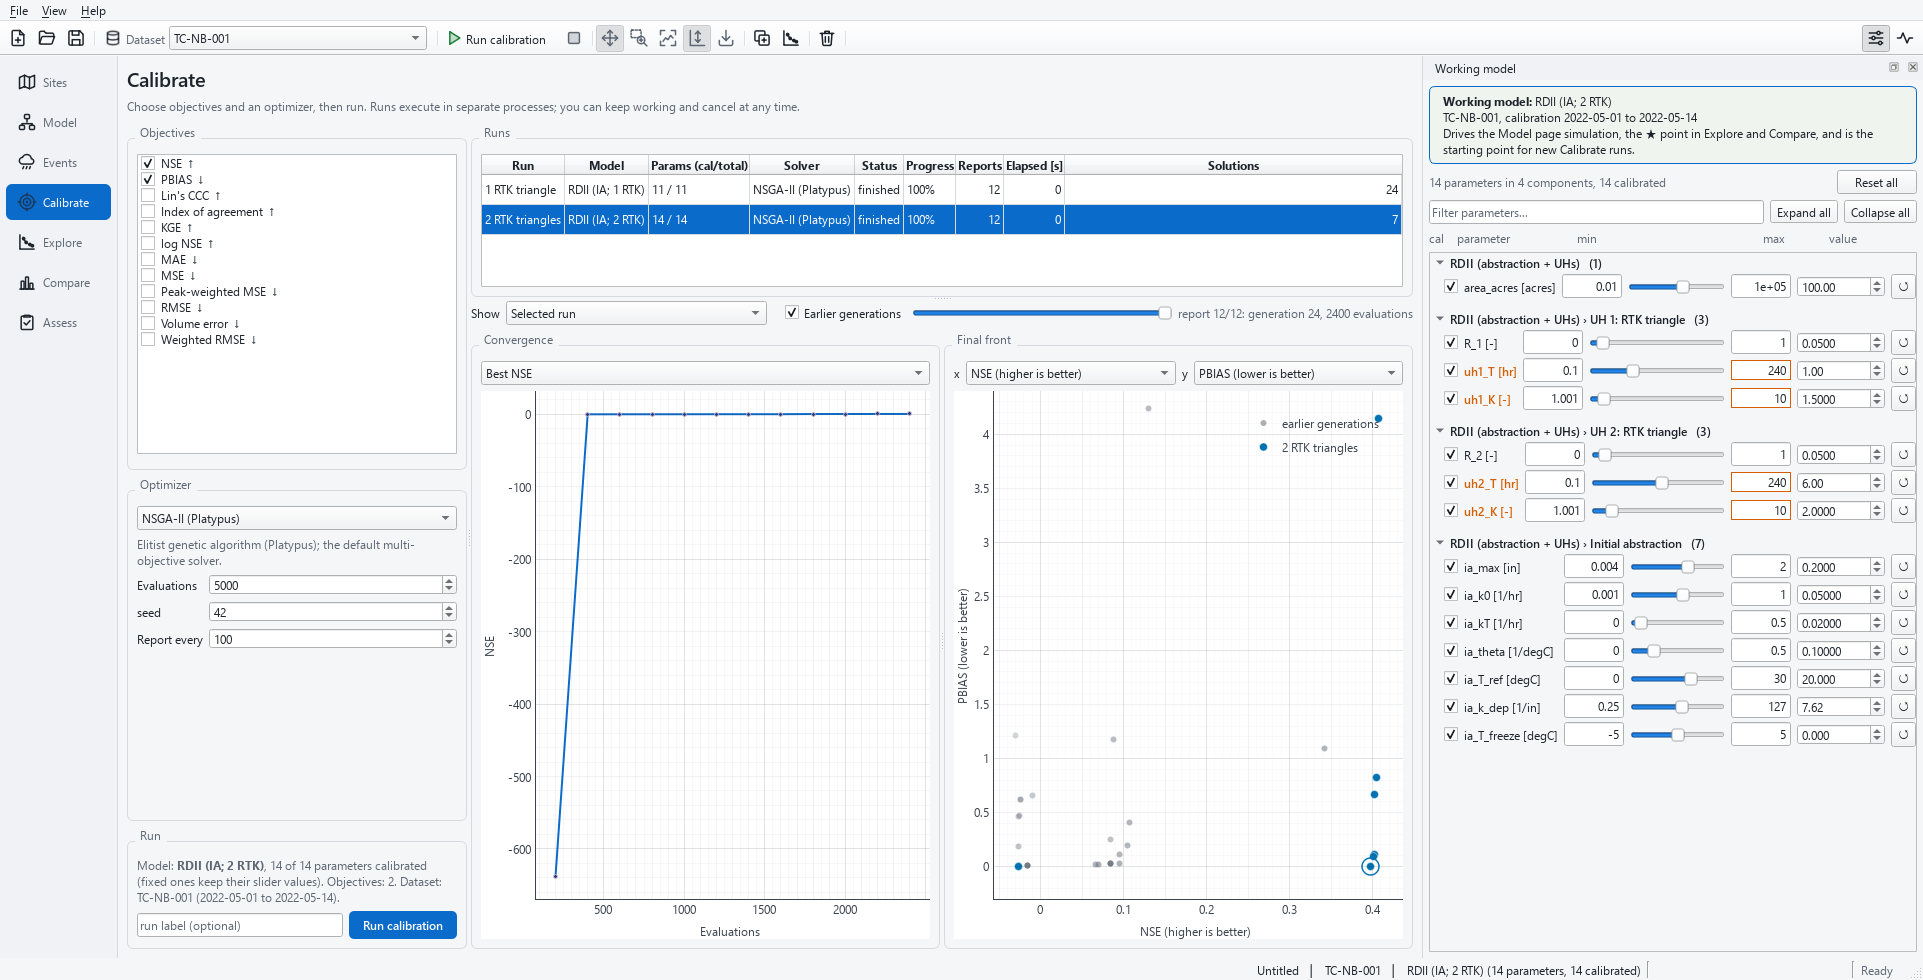 File View Help
Dataset TC-NB-001 Run calibration
Sites
Model
Events
Calibrate
Explore
Compare
Assess
Calibrate
Choose objectives and an optimizer, then run. Runs execute in separate processes; you can keep working and cancel at any time.
Objectives
NSE ↑
PBIAS ↓
Lin's CCC ↑
Index of agreement ↑
KGE ↑
log NSE ↑
MAE ↓
MSE ↓
Peak-weighted MSE ↓
RMSE ↓
Volume error ↓
Weighted RMSE ↓
Optimizer
NSGA-II (Platypus)
Elitist genetic algorithm (Platypus); the default multi-
objective solver.
Evaluations 5000
seed 42
Report every 100
Run
Model: RDII (IA; 2 RTK), 14 of 14 parameters calibrated
(fixed ones keep their slider values). Objectives: 2. Dataset:
TC-NB-001 (2022-05-01 to 2022-05-14).
run label (optional) Run calibration
Runs
Run Model Params (cal/total) Solver Status Progress Reports Elapsed [s] Solutions
1 RTK triangle RDII (IA; 1 RTK) 11 / 11 NSGA-II (Platypus) finished 100% 12 0 24
2 RTK triangles RDII (IA; 2 RTK) 14 / 14 NSGA-II (Platypus) finished 100% 12 0 7
Show Selected run Earlier generations report 12/12: generation 24, 2400 evaluations
Convergence
Best NSE
0
-100
-200
-300
-400
-500
-600
NSE
500 1000 1500 2000
Evaluations
Final front
x NSE (higher is better) y PBIAS (lower is better)
earlier generations
2 RTK triangles
4
3.5
3
2.5
2
1.5
1
0.5
0
PBIAS (lower is better)
0 0.1 0.2 0.3 0.4
NSE (higher is better)
Working model
Working model: RDII (IA; 2 RTK)
TC-NB-001, calibration 2022-05-01 to 2022-05-14
Drives the Model page simulation, the ★ point in Explore and Compare, and is the
starting point for new Calibrate runs.
14 parameters in 4 components, 14 calibrated Reset all
Filter parameters... Expand all Collapse all
cal parameter min max value
RDII (abstraction + UHs) (1)
area_acres [acres] 0.01 1e+05 100.00
RDII (abstraction + UHs) › UH 1: RTK triangle (3)
R_1 [-] 0 1 0.0500
uh1_T [hr] 0.1 240 1.00
uh1_K [-] 1.001 10 1.5000
RDII (abstraction + UHs) › UH 2: RTK triangle (3)
R_2 [-] 0 1 0.0500
uh2_T [hr] 0.1 240 6.00
uh2_K [-] 1.001 10 2.0000
RDII (abstraction + UHs) › Initial abstraction (7)
ia_max [in] 0.004 2 0.2000
ia_k0 [1/hr] 0.001 1 0.05000
ia_kT [1/hr] 0 0.5 0.02000
ia_theta [1/degC] 0 0.5 0.10000
ia_T_ref [degC] 0 30 20.000
ia_k_dep [1/in] 0.25 127 7.62
ia_T_freeze [degC] -5 5 0.000
Untitled TC-NB-001 RDII (IA; 2 RTK) (14 parameters, 14 calibrated) Ready